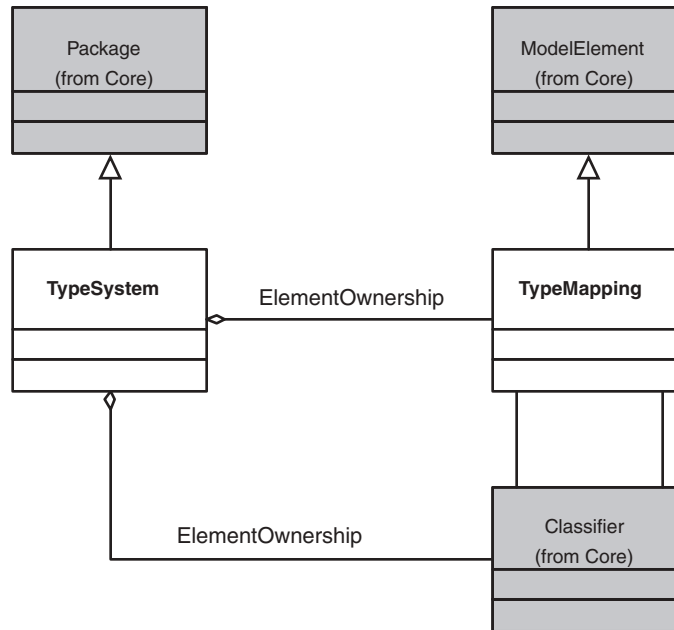 Package
(from Core)
ModelElement
(from Core)
TypeSystem
ElementOwnership
TypeMapping
ElementOwnership
Classifier
(from Core)